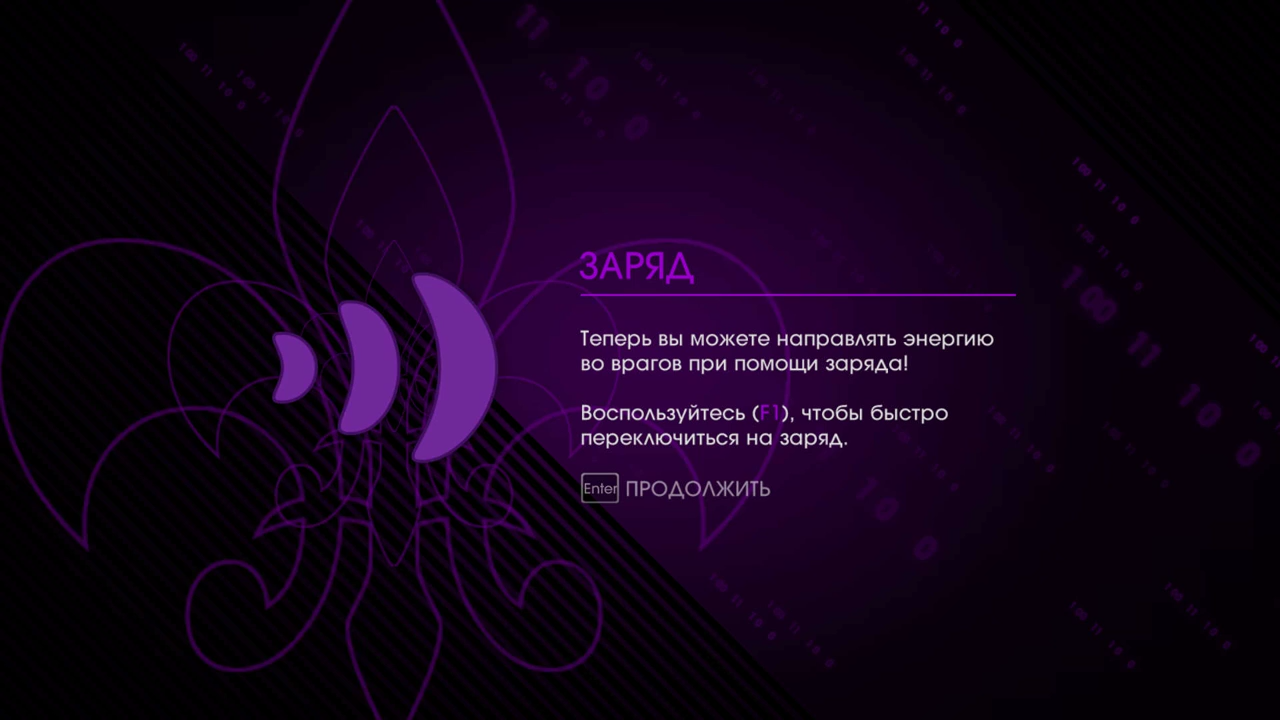 ЗАРЯД
Теперь вы можете направлять энергию
во врагов при помощи заряда!
Воспользуйтесь (F1), чтобы быстро
переключиться на заряд.
Enter ПРОДОЛЖИТЬ